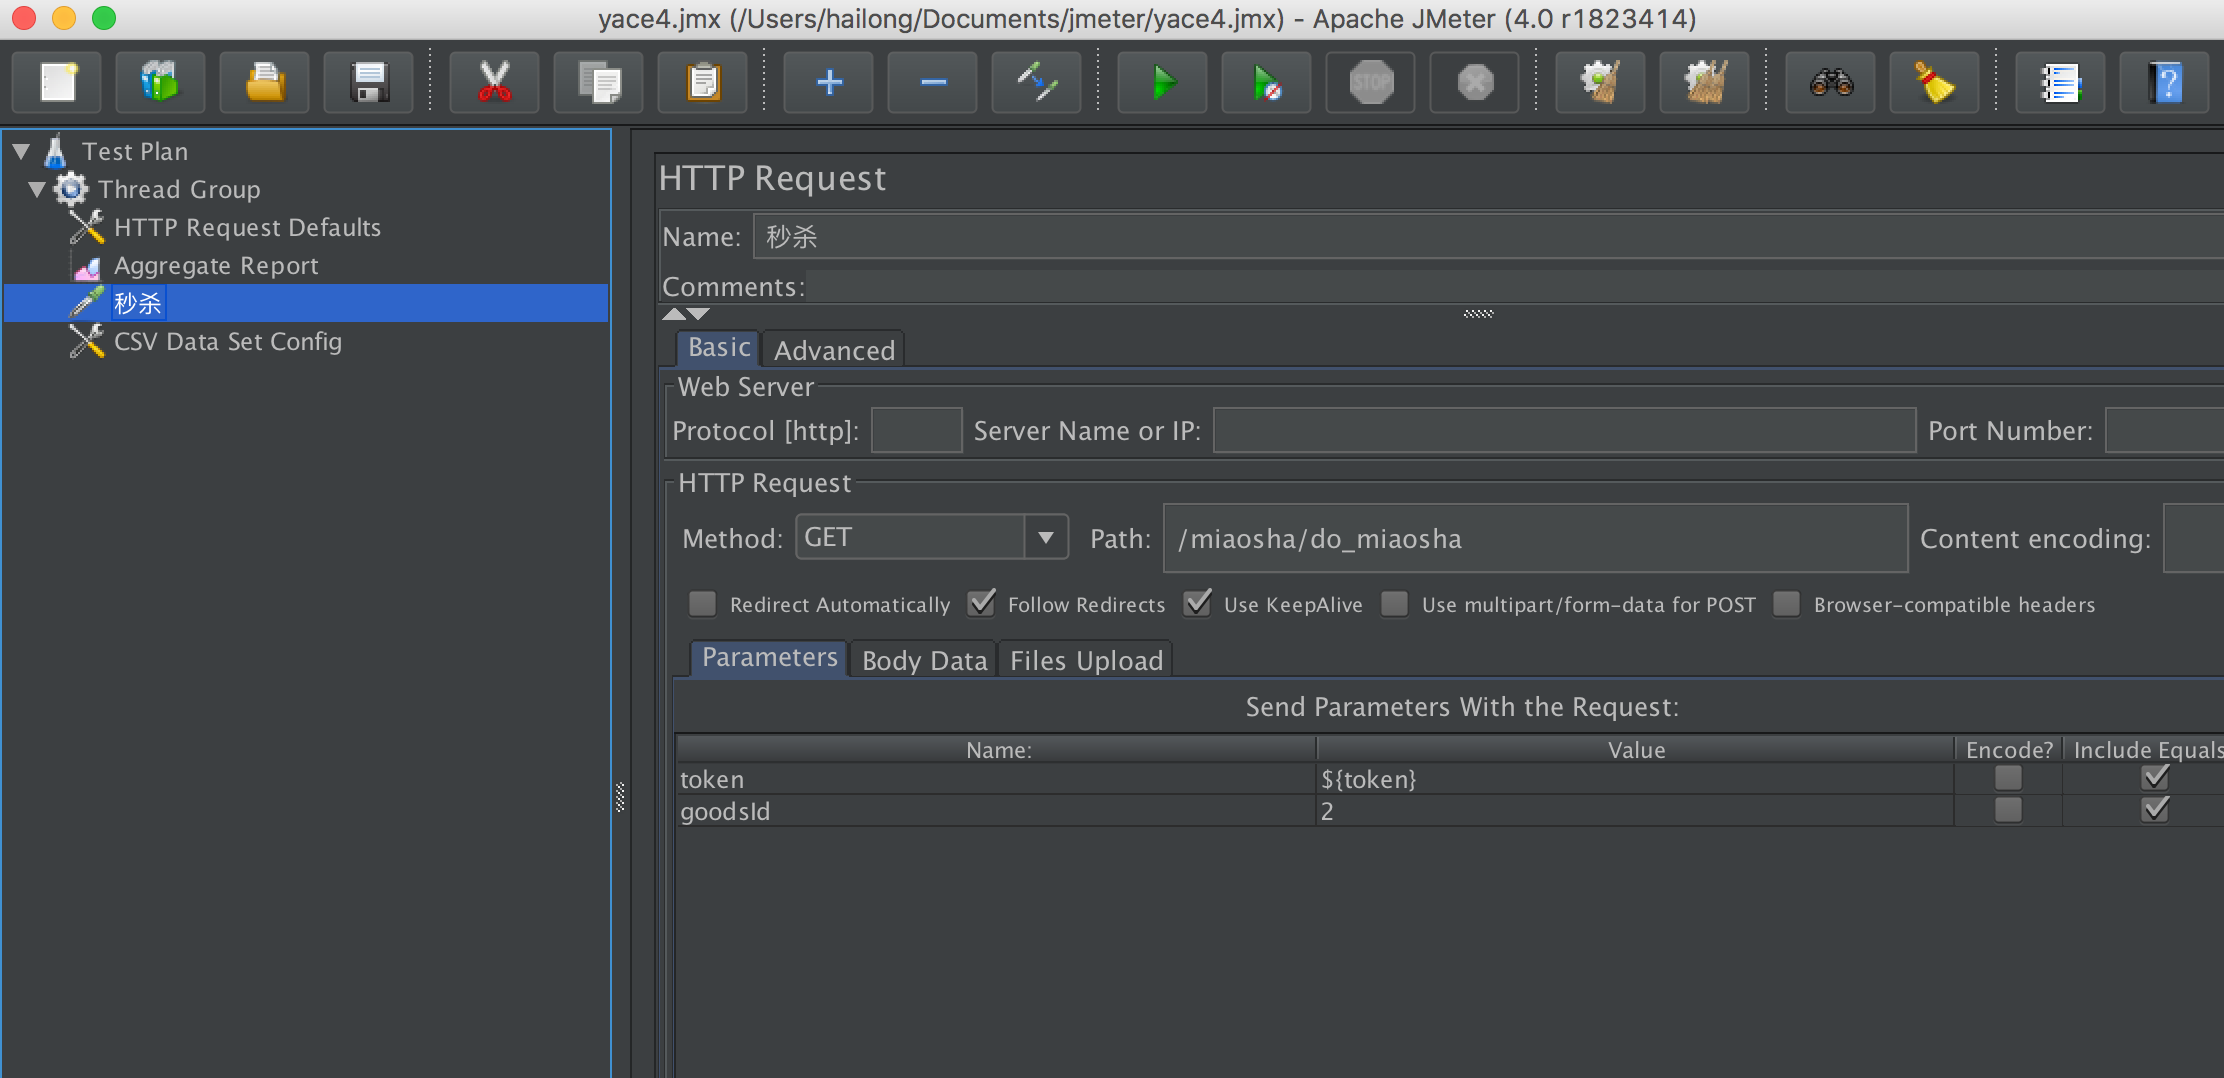 yace4.jmx (/Users/hailong/Documents/jmeter/yace4.jmx) - Apache JMeter (4.0 r1823414)
STOP
Test Plan
Thread Group
HTTP Request Defaults
Aggregate Report
秒杀
CSV Data Set Config
HTTP Request
Name: 秒杀
Comments:
Basic Advanced
Web Server
Protocol [http]: Server Name or IP: Port Number:
HTTP Request
Method: GET Path: /miaosha/do_miaosha Content encoding:
Redirect Automatically Follow Redirects Use KeepAlive Use multipart/form-data for POST Browser-compatible headers
Parameters Body Data Files Upload
Send Parameters With the Request:
Name: Value Encode? Include Equals
token ${token}
goodsId 2